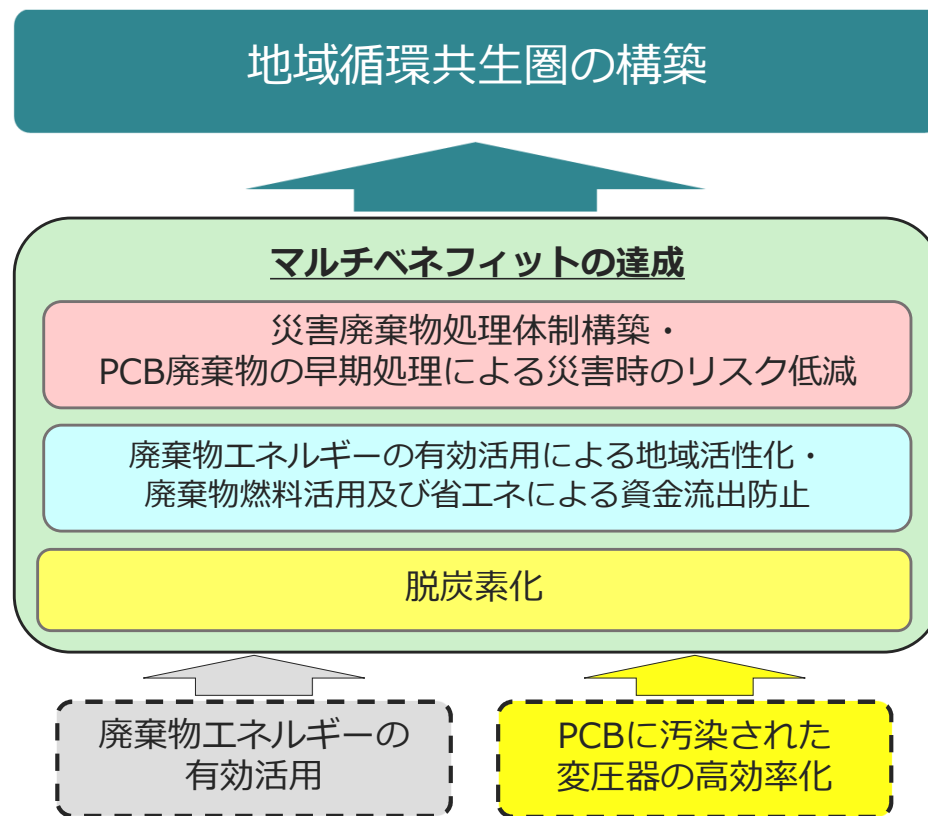 地域循環共生圏の構築
マルチベネフィットの達成
災害廃棄物処理体制構築・
PCB廃棄物の早期処理による災害時のリスク低減
廃棄物エネルギーの有効活用による地域活性化・
廃棄物燃料活用及び省エネによる資金流出防止
脱炭素化
廃棄物エネルギーの
有効活用
PCBに汚染された
変圧器の高効率化